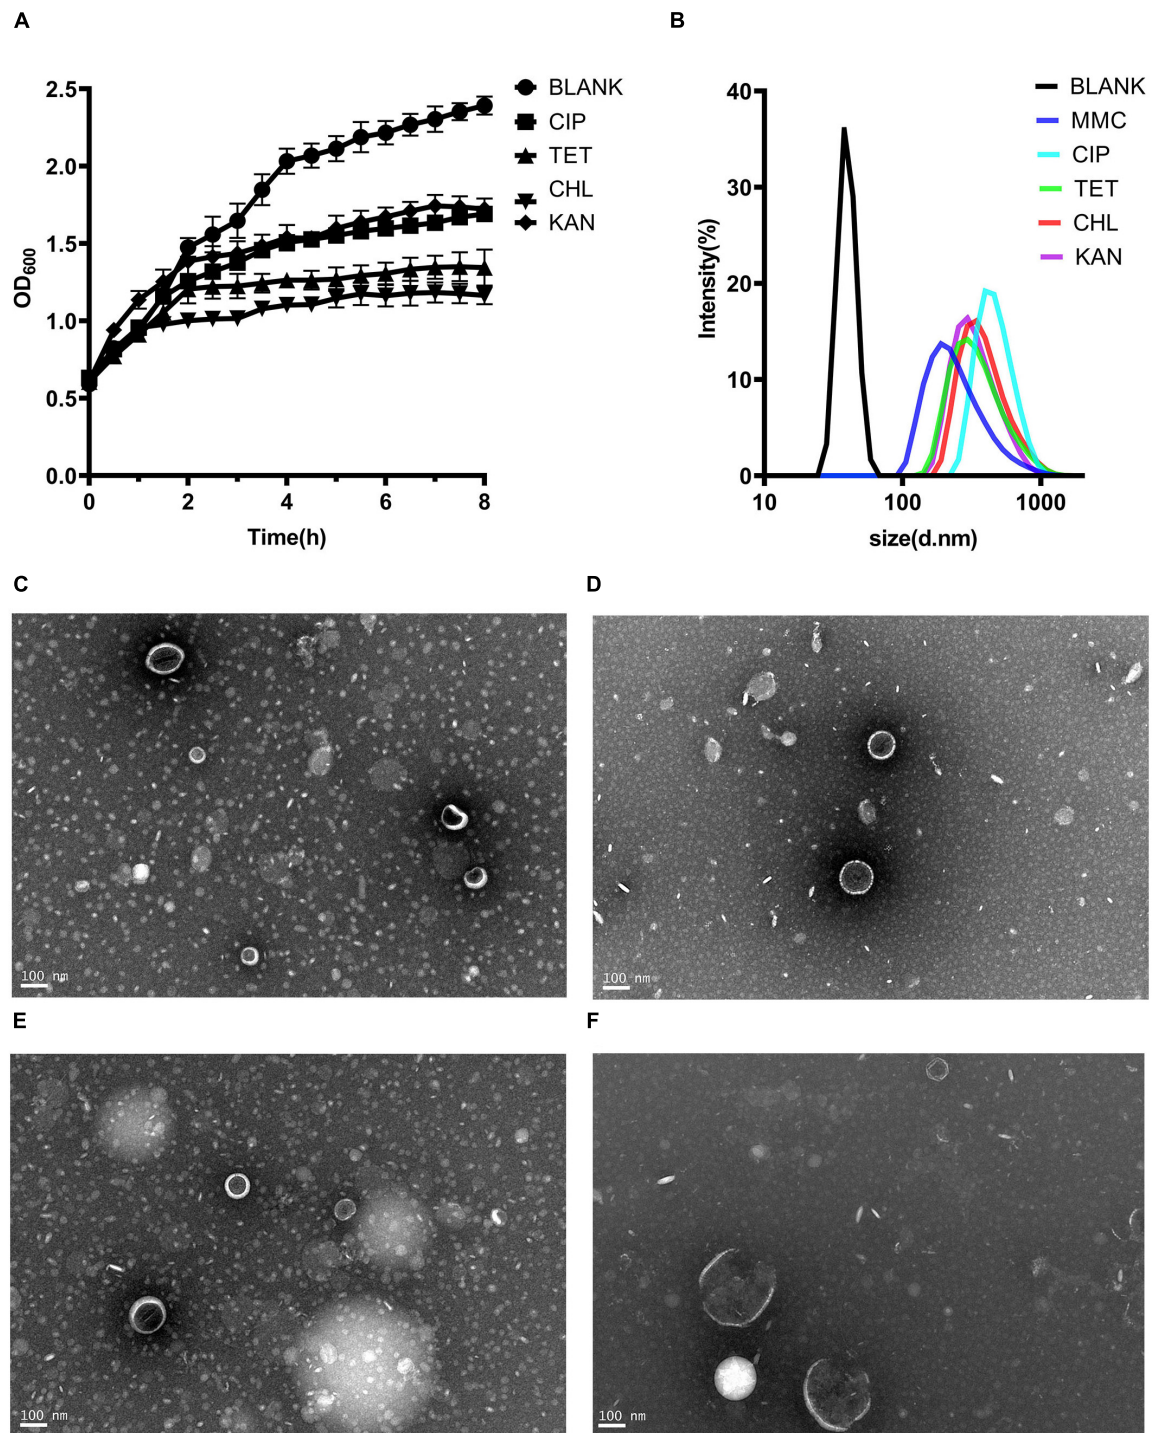 A
2.5
2.0
1.5
1.0
0.5
0.0
OD600
0
2
4
6
8
Time(h)
BLANK
CIP
TET
CHL
KAN
B
40
30
20
10
0
Intensity(%)
10
100
1000
size(d.nm)
BLANK
MMC
CIP
TET
CHL
KAN
C
100 nm
D
100 nm
E
100 nm
F
100 nm